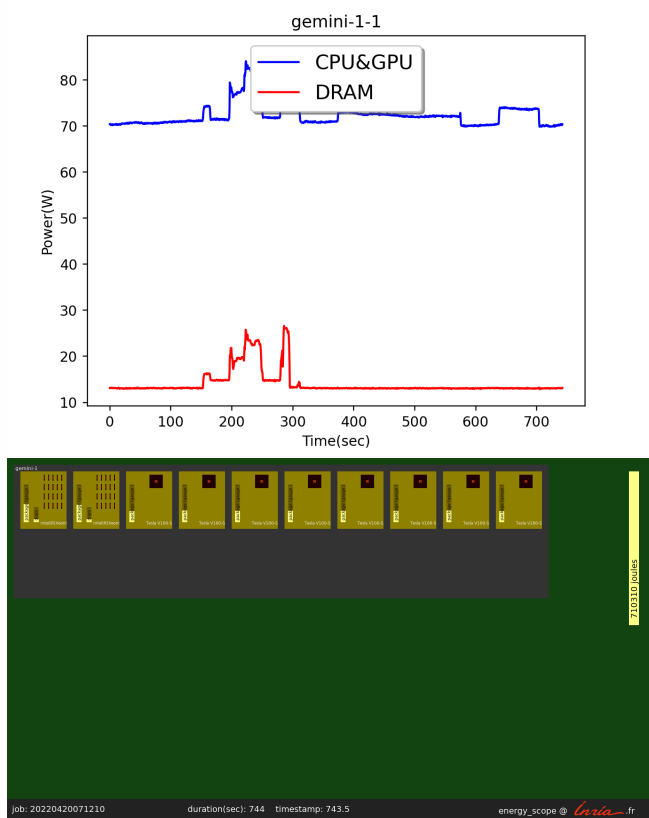 gemini-1-1
CPU&GPU
DRAM
80
70
60
50
40
30
20
10
Power(W)
0 100 200 300 400 500 600 700
Time(sec)
gemini-1
Tesla V100-S Tesla V100-S Tesla V100-S Tesla V100-S Tesla V100-S Tesla V100-S Tesla V100-S Tesla V100-S
710310 joules
job: 20220420071210 duration(sec): 744 timestamp: 743.5 energy_scope @ Inria .fr